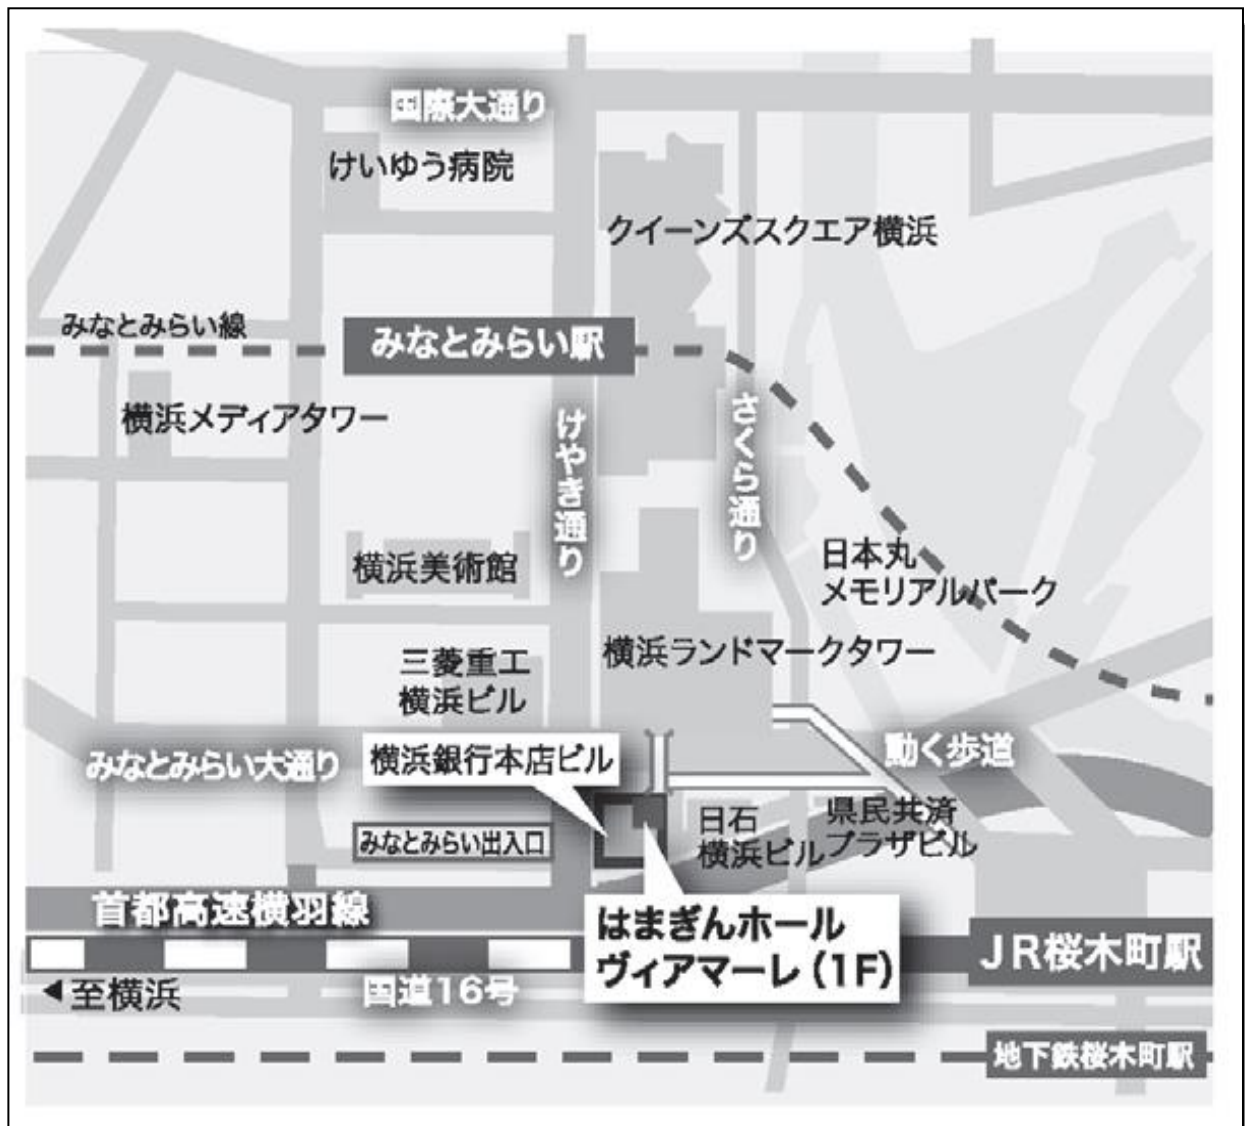 国際大通り
けいゆう病院
クイーンズスクエア横浜
みなとみらい線
みなとみらい駅
横浜メディアタワー
けやき通り
さくら通り
横浜美術館
日本丸
メモリアルパーク
三菱重工
横浜ビル
横浜ランドマークタワー
みなとみらい大通り
横浜銀行本店ビル
動く歩道
みなとみらい出入口
日石
横浜ビル
県民共済
プラザビル
首都高速横羽線
はまぎんホール
ヴィアマーレ(1F)
JR桜木町駅
◀至横浜
国道16号
地下鉄桜木町駅